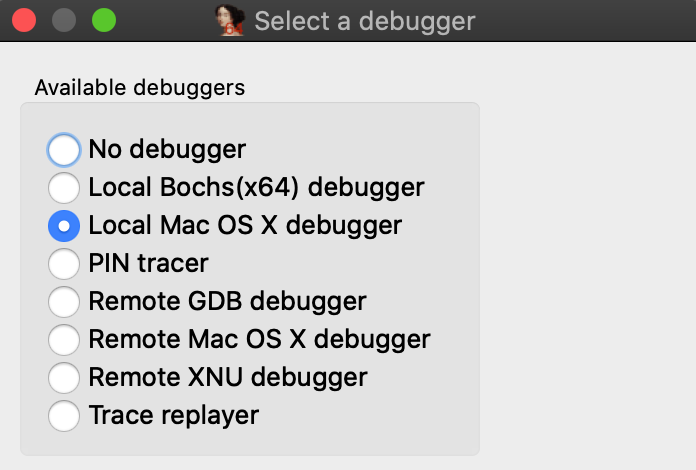 64
Select a debugger
Available debuggers
No debugger
Local Bochs(x64) debugger
Local Mac OS X debugger
PIN tracer
Remote GDB debugger
Remote Mac OS X debugger
Remote XNU debugger
Trace replayer